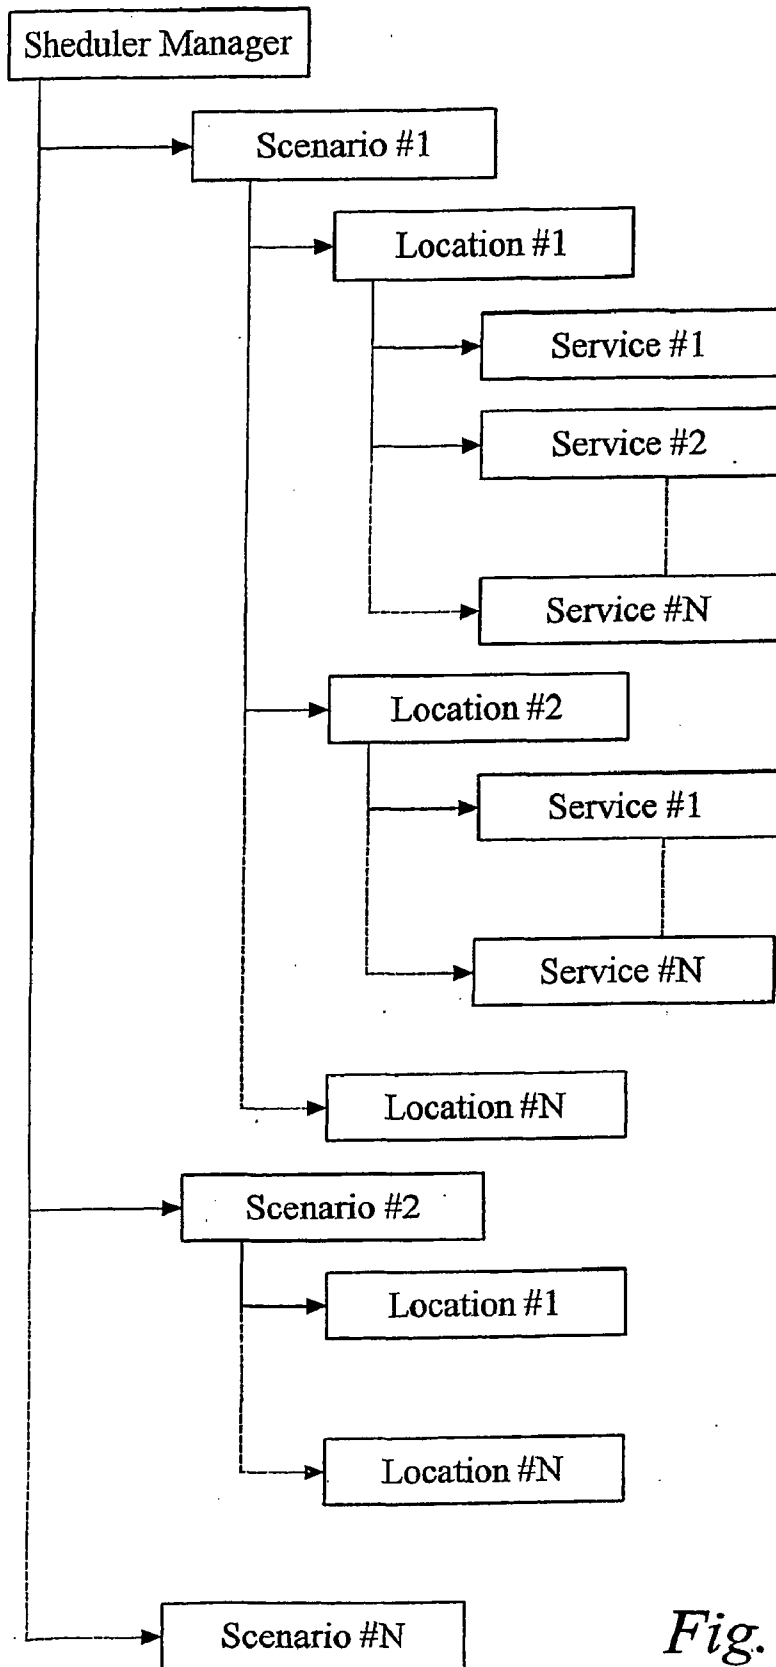 Sheduler Manager
Scenario #1
Location #1
Service #1
Service #2
Service #N
Location #2
Service #1
Service #N
Location #N
Scenario #2
Location #1
Location #N
Scenario #N
Fig.